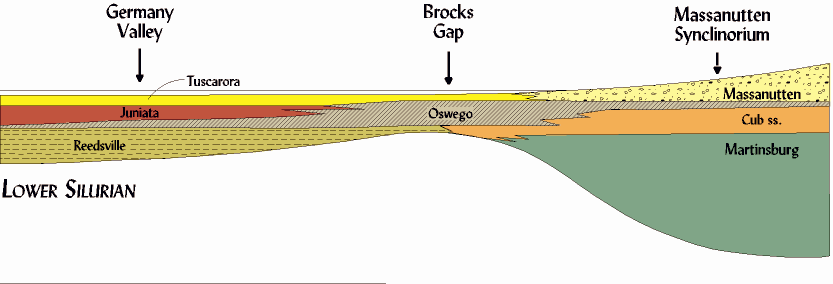 Germany
Valley
Brocks
Gap
Massanutten
Synclinorium
Tuscarora
Massanutten
Juniata
Oswego
Cub ss.
Reedsville
Martinsburg
LOWER SILURIAN